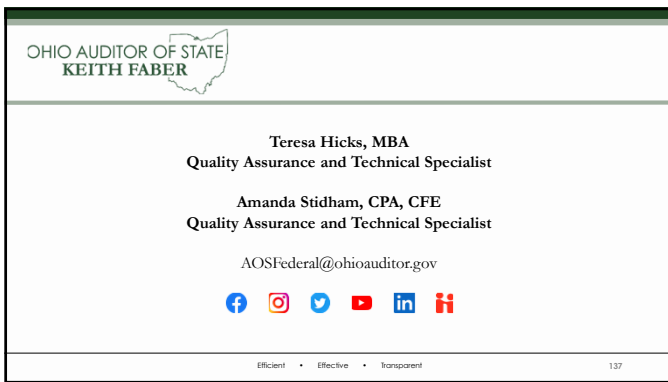 OHIO AUDITOR OF STATE
KEITH FABER
Teresa Hicks, MBA
Quality Assurance and Technical Specialist
Amanda Stidham, CPA, CFE
Quality Assurance and Technical Specialist
AOSFederal@ohioauditor.gov
in
Efficient • Effective • Transparent
137